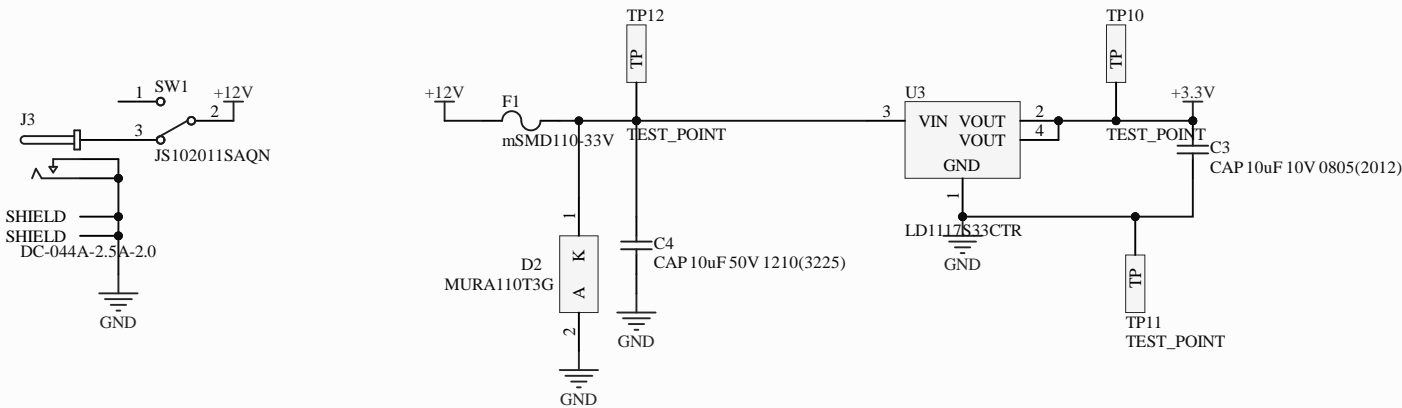 TP12
TP10
TP
TP
SW1
1
2
+12V
+12V
F1
U3
+3.3V
J3
3
3
VIN
VOUT
2
VOUT
4
mSMD110-33V
TEST_POINT
TEST_POINT
JS102011SAQN
C3
CAP 10uF 10V 0805(2012)
GND
1
SHIELD
SHIELD
DC-044A-2.5A-2.0
1
LD1117S33CTR
C4
CAP 10uF 50V 1210(3225)
D2
MURA110T3G
K
A
GND
TP
2
GND
GND
TP11
TEST_POINT
GND